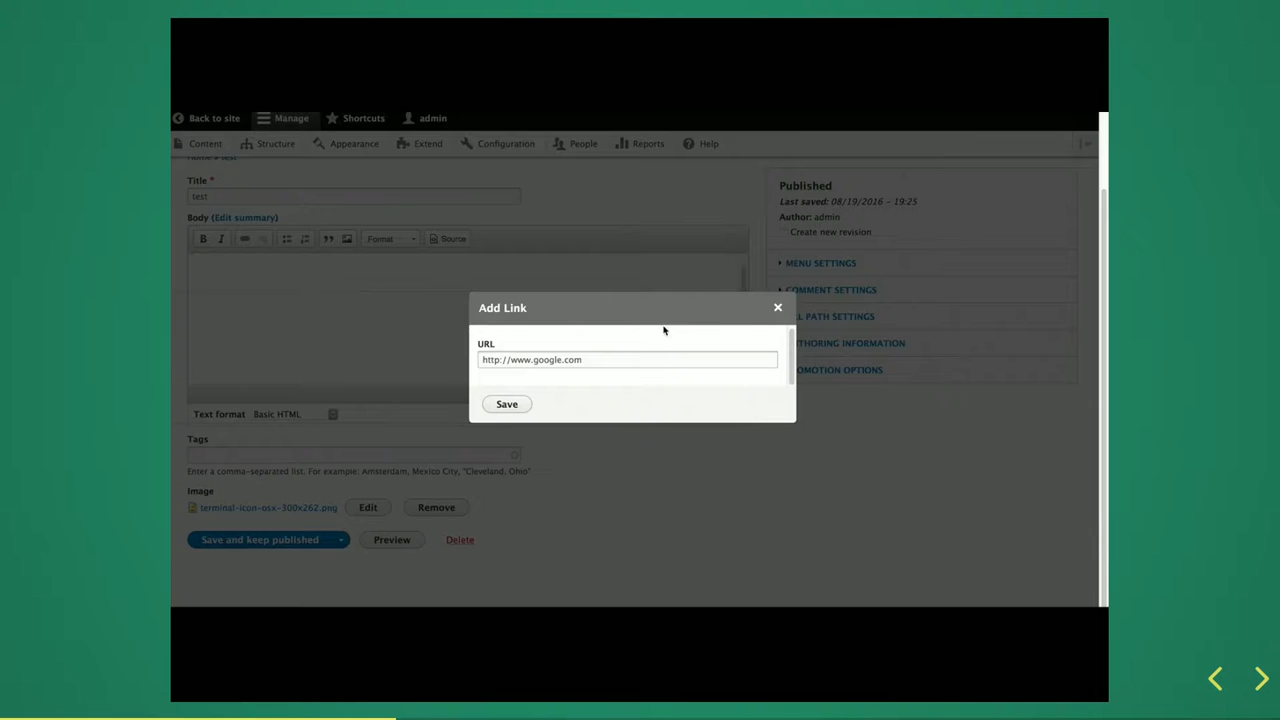 Back to site Manage Shortcuts admin
Content Structure Appearance Extend Configuration People Reports Help
Title *
test
Body (Edit summary)
B I Format Source
Text format Basic HTML
Tags
Enter a comma-separated list. For example: Amsterdam, Mexico City, "Cleveland, Ohio"
Image
terminal-icon-osx-300x262.png Edit Remove
Save and keep published Preview Delete
Add Link
URL
http://www.google.com
Save
Published
Last saved: 08/19/2016 – 19:25
Author: admin
Create new revision
MENU SETTINGS
COMMENT SETTINGS
PATH SETTINGS
SETTINGS
INFORMATION
OPTIONS